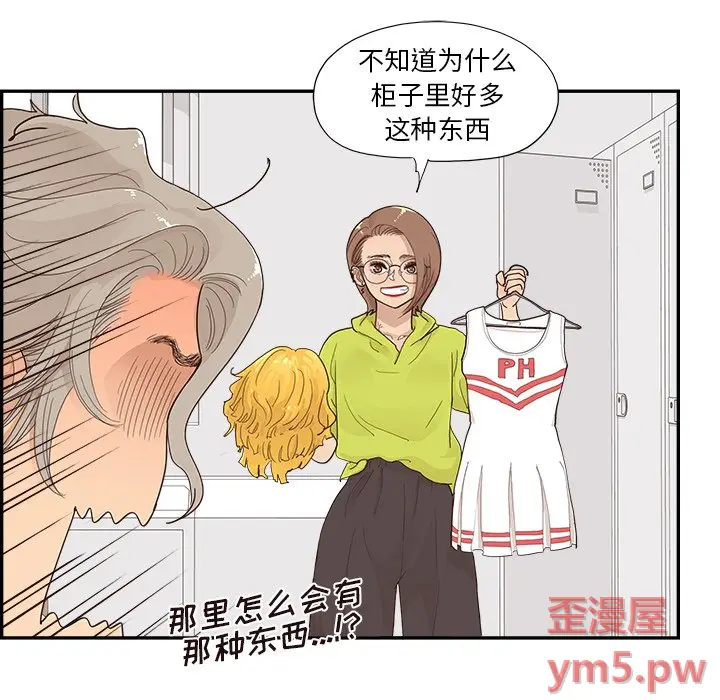 不知道为什么
柜子里好多
这种东西
PH
那里怎么会有
那种东西...!?
歪漫屋
ym5.pw